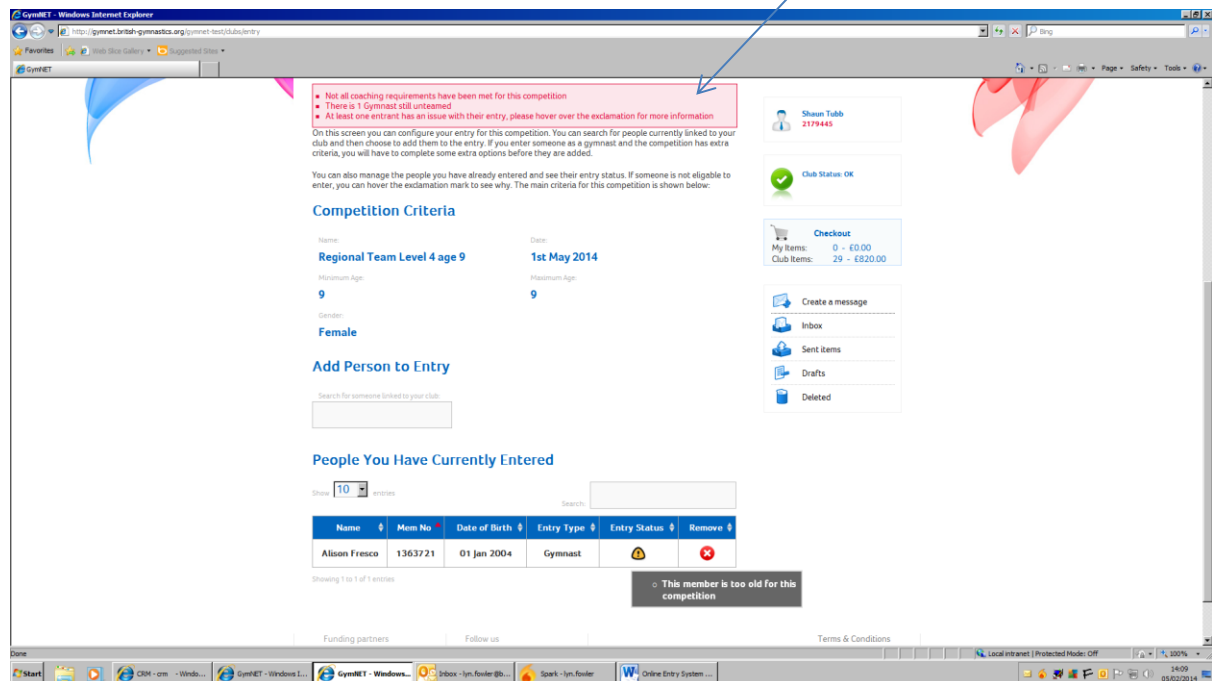 GymNET - Windows Internet Explorer
http://gymnet.british-gymnastics.org/gymnet-test/clubs/entry
Bing
Favorites Web Slice Gallery Suggested Sites
GymNET
Page Safety Tools
Not all coaching requirements have been met for this competition
There is 1 Gymnast still unteamed
At least one entrant has an issue with their entry, please hover over the exclamation for more information
On this screen you can configure your entry for this competition. You can search for people currently linked to your
club and then choose to add them to the entry. If you enter someone as a gymnast and the competition has extra
criteria, you will have to complete some extra options before they are added.
You can also manage the people you have already entered and see their entry status. If someone is not eligible to
enter, you can hover the exclamation mark to see why. The main criteria for this competition is shown below:
Shaun Tubb
2179445
Club Status: OK
Checkout
My Items: 0 - £0.00
Club Items: 29 - £820.00
Create a message
Inbox
Sent items
Drafts
Deleted
Competition Criteria
Name: Date:
Regional Team Level 4 age 9 1st May 2014
Minimum Age: Maximum Age:
9 9
Gender:
Female
Add Person to Entry
Search for someone linked to your club:
People You Have Currently Entered
Show 10 entries
Search:
Name Mem No Date of Birth Entry Type Entry Status Remove
Alison Fresco 1363721 01 Jan 2004 Gymnast
Showing 1 to 1 of 1 entries
This member is too old for this
competition
Funding partners Follow us Terms & Conditions
Done Local intranet | Protected Mode: Off 100%
Start CRM - crm - Windo... GymNET - Windows I... GymNET - Windows... Inbox - lyn.fowler@b... Spark - lyn.fowler Online Entry System ... 14:09
05/02/2014